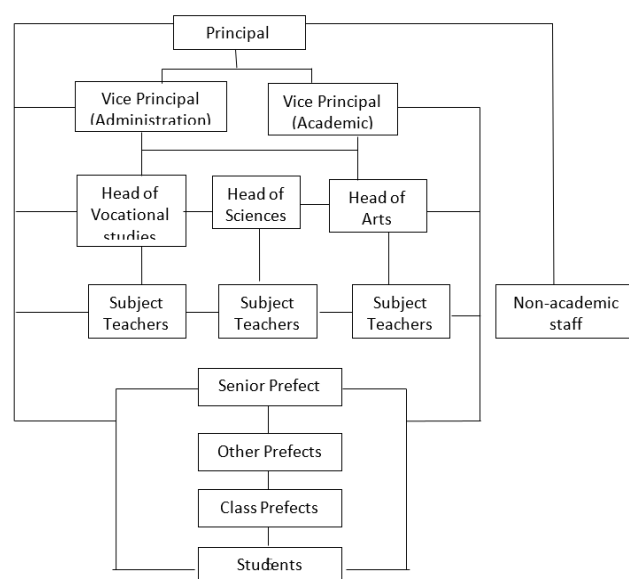 Principal
Vice Principal
(Administration)
Vice Principal
(Academic)
Head of
Vocational
studies
Head of
Sciences
Head of
Arts
Subject
Teachers
Subject
Teachers
Subject
Teachers
Non-academic
staff
Senior Prefect
Other Prefects
Class Prefects
Students